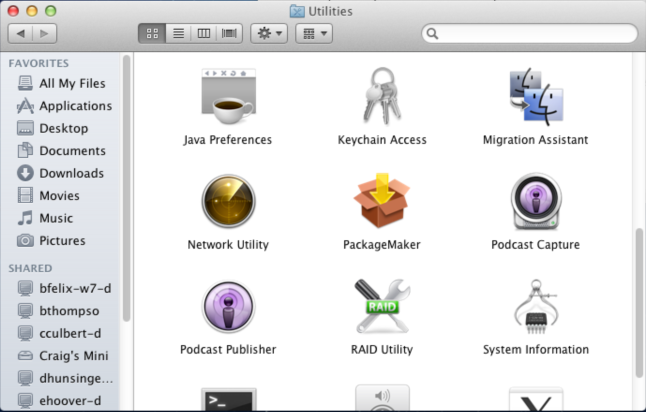 Utilities
FAVORITES
All My Files
Applications
Desktop
Documents
Downloads
Movies
Music
Pictures
SHARED
bfelix-w7-d
bthompso
cculbert-d
Craig's Mini
dhunsinge...
ehoover-d
Java Preferences
Keychain Access
Migration Assistant
Network Utility
PackageMaker
Podcast Capture
Podcast Publisher
RAID
RAID Utility
System Information
>_
X